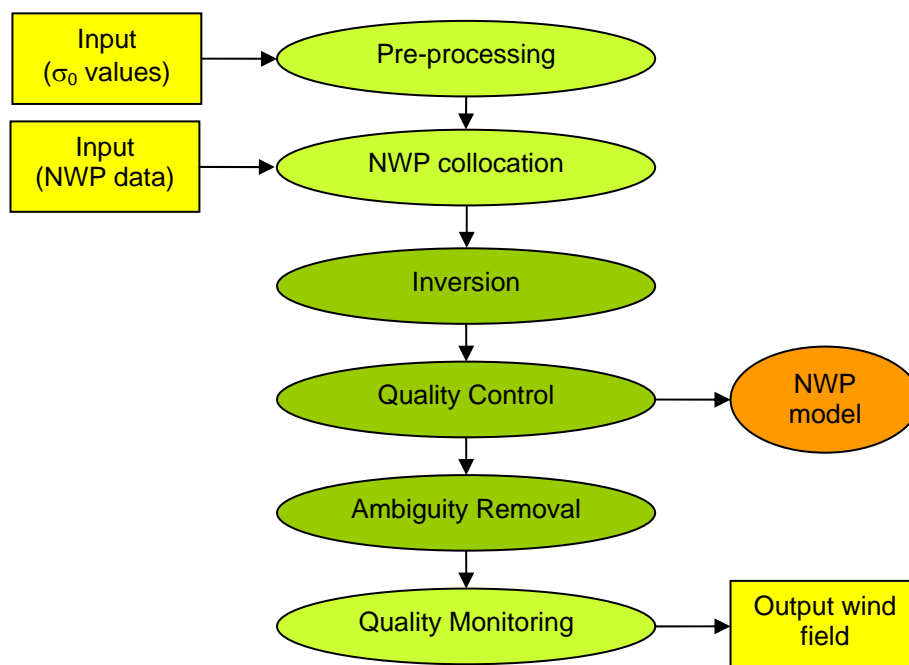 Input
(σ₀ values)
Pre-processing
Input
(NWP data)
NWP collocation
Inversion
Quality Control
NWP
model
Ambiguity Removal
Quality Monitoring
Output wind
field